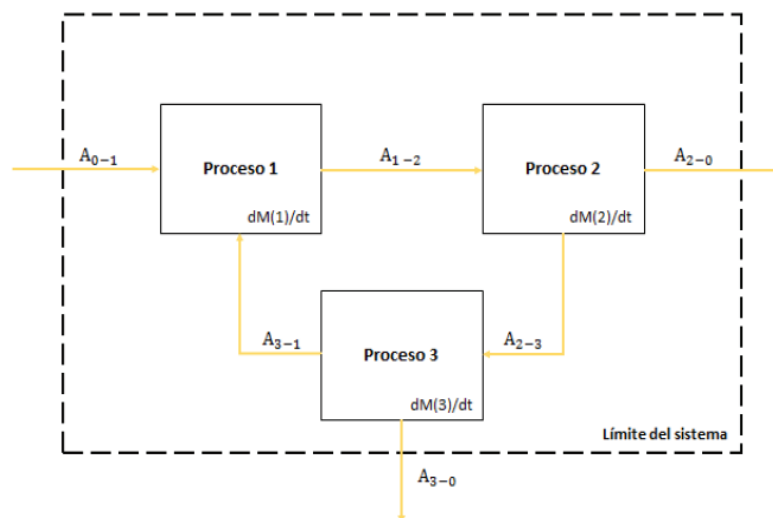 A₀₋₁
Proceso 1
dM(1)/dt
A₁₋₂
Proceso 2
dM(2)/dt
A₂₋₀
A₃₋₁
Proceso 3
dM(3)/dt
A₂₋₃
Límite del sistema
A₃₋₀